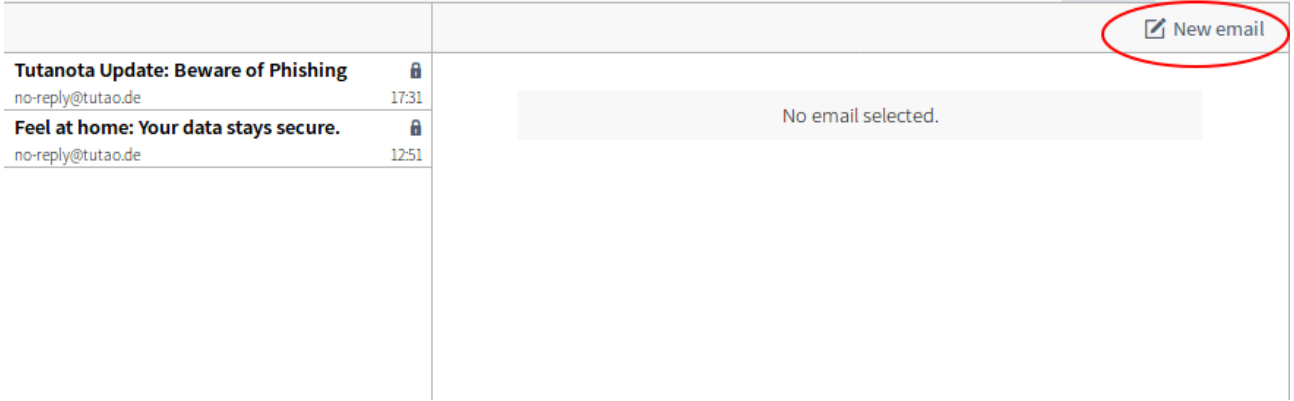 New email
Tutanota Update: Beware of Phishing
no-reply@tutao.de 17:31
Feel at home: Your data stays secure.
no-reply@tutao.de 12:51
No email selected.